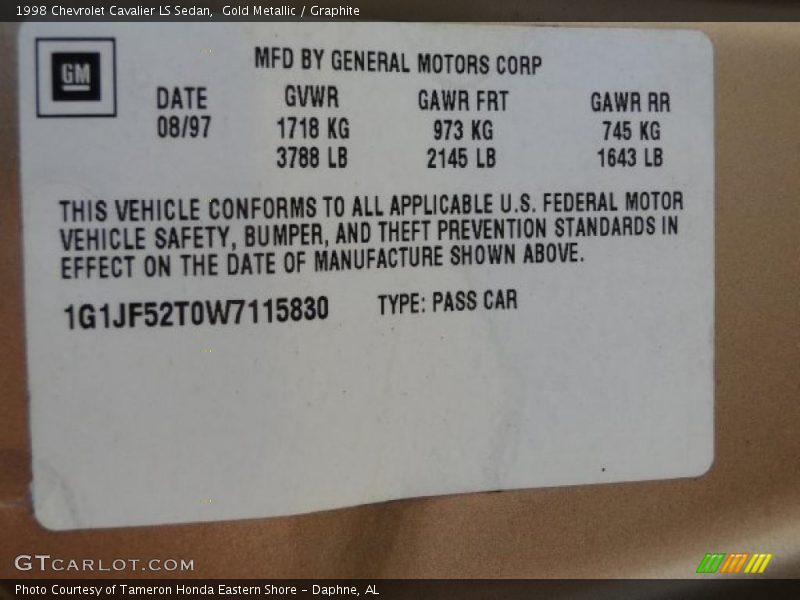 1998 Chevrolet Cavalier LS Sedan, Gold Metallic / Graphite
GM
MFD BY GENERAL MOTORS CORP
DATE GVWR GAWR FRT GAWR RR
08/97 1718 KG 973 KG 745 KG
3788 LB 2145 LB 1643 LB
THIS VEHICLE CONFORMS TO ALL APPLICABLE U.S. FEDERAL MOTOR
VEHICLE SAFETY, BUMPER, AND THEFT PREVENTION STANDARDS IN
EFFECT ON THE DATE OF MANUFACTURE SHOWN ABOVE.
1G1JF52T0W7115830 TYPE: PASS CAR
GTCARLOT.COM
Photo Courtesy of Tameron Honda Eastern Shore - Daphne, AL